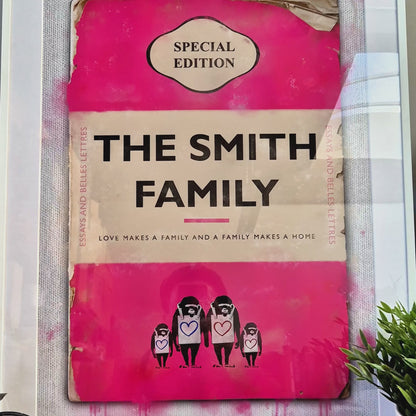 SPECIAL
EDITION
THE SMITH
FAMILY
ESSAYS AND BELLES LETTRES
ESSAYS AND BELLES LETTRES
LOVE MAKES A FAMILY AND A FAMILY MAKES A HOME